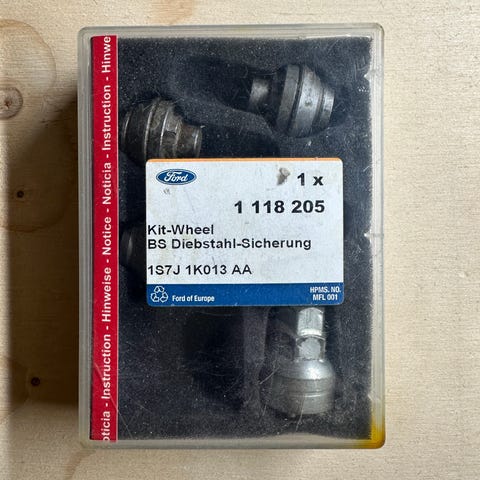 Hinweise - Notice - Noticia - Instruction - Hinweise - Notice - Noticia - Instruction - Hinwe
Ford
1 x
1 118 205
Kit-Wheel
BS Diebstahl-Sicherung
1S7J 1K013 AA
Ford of Europe
HPMS. NO.
MFL 001